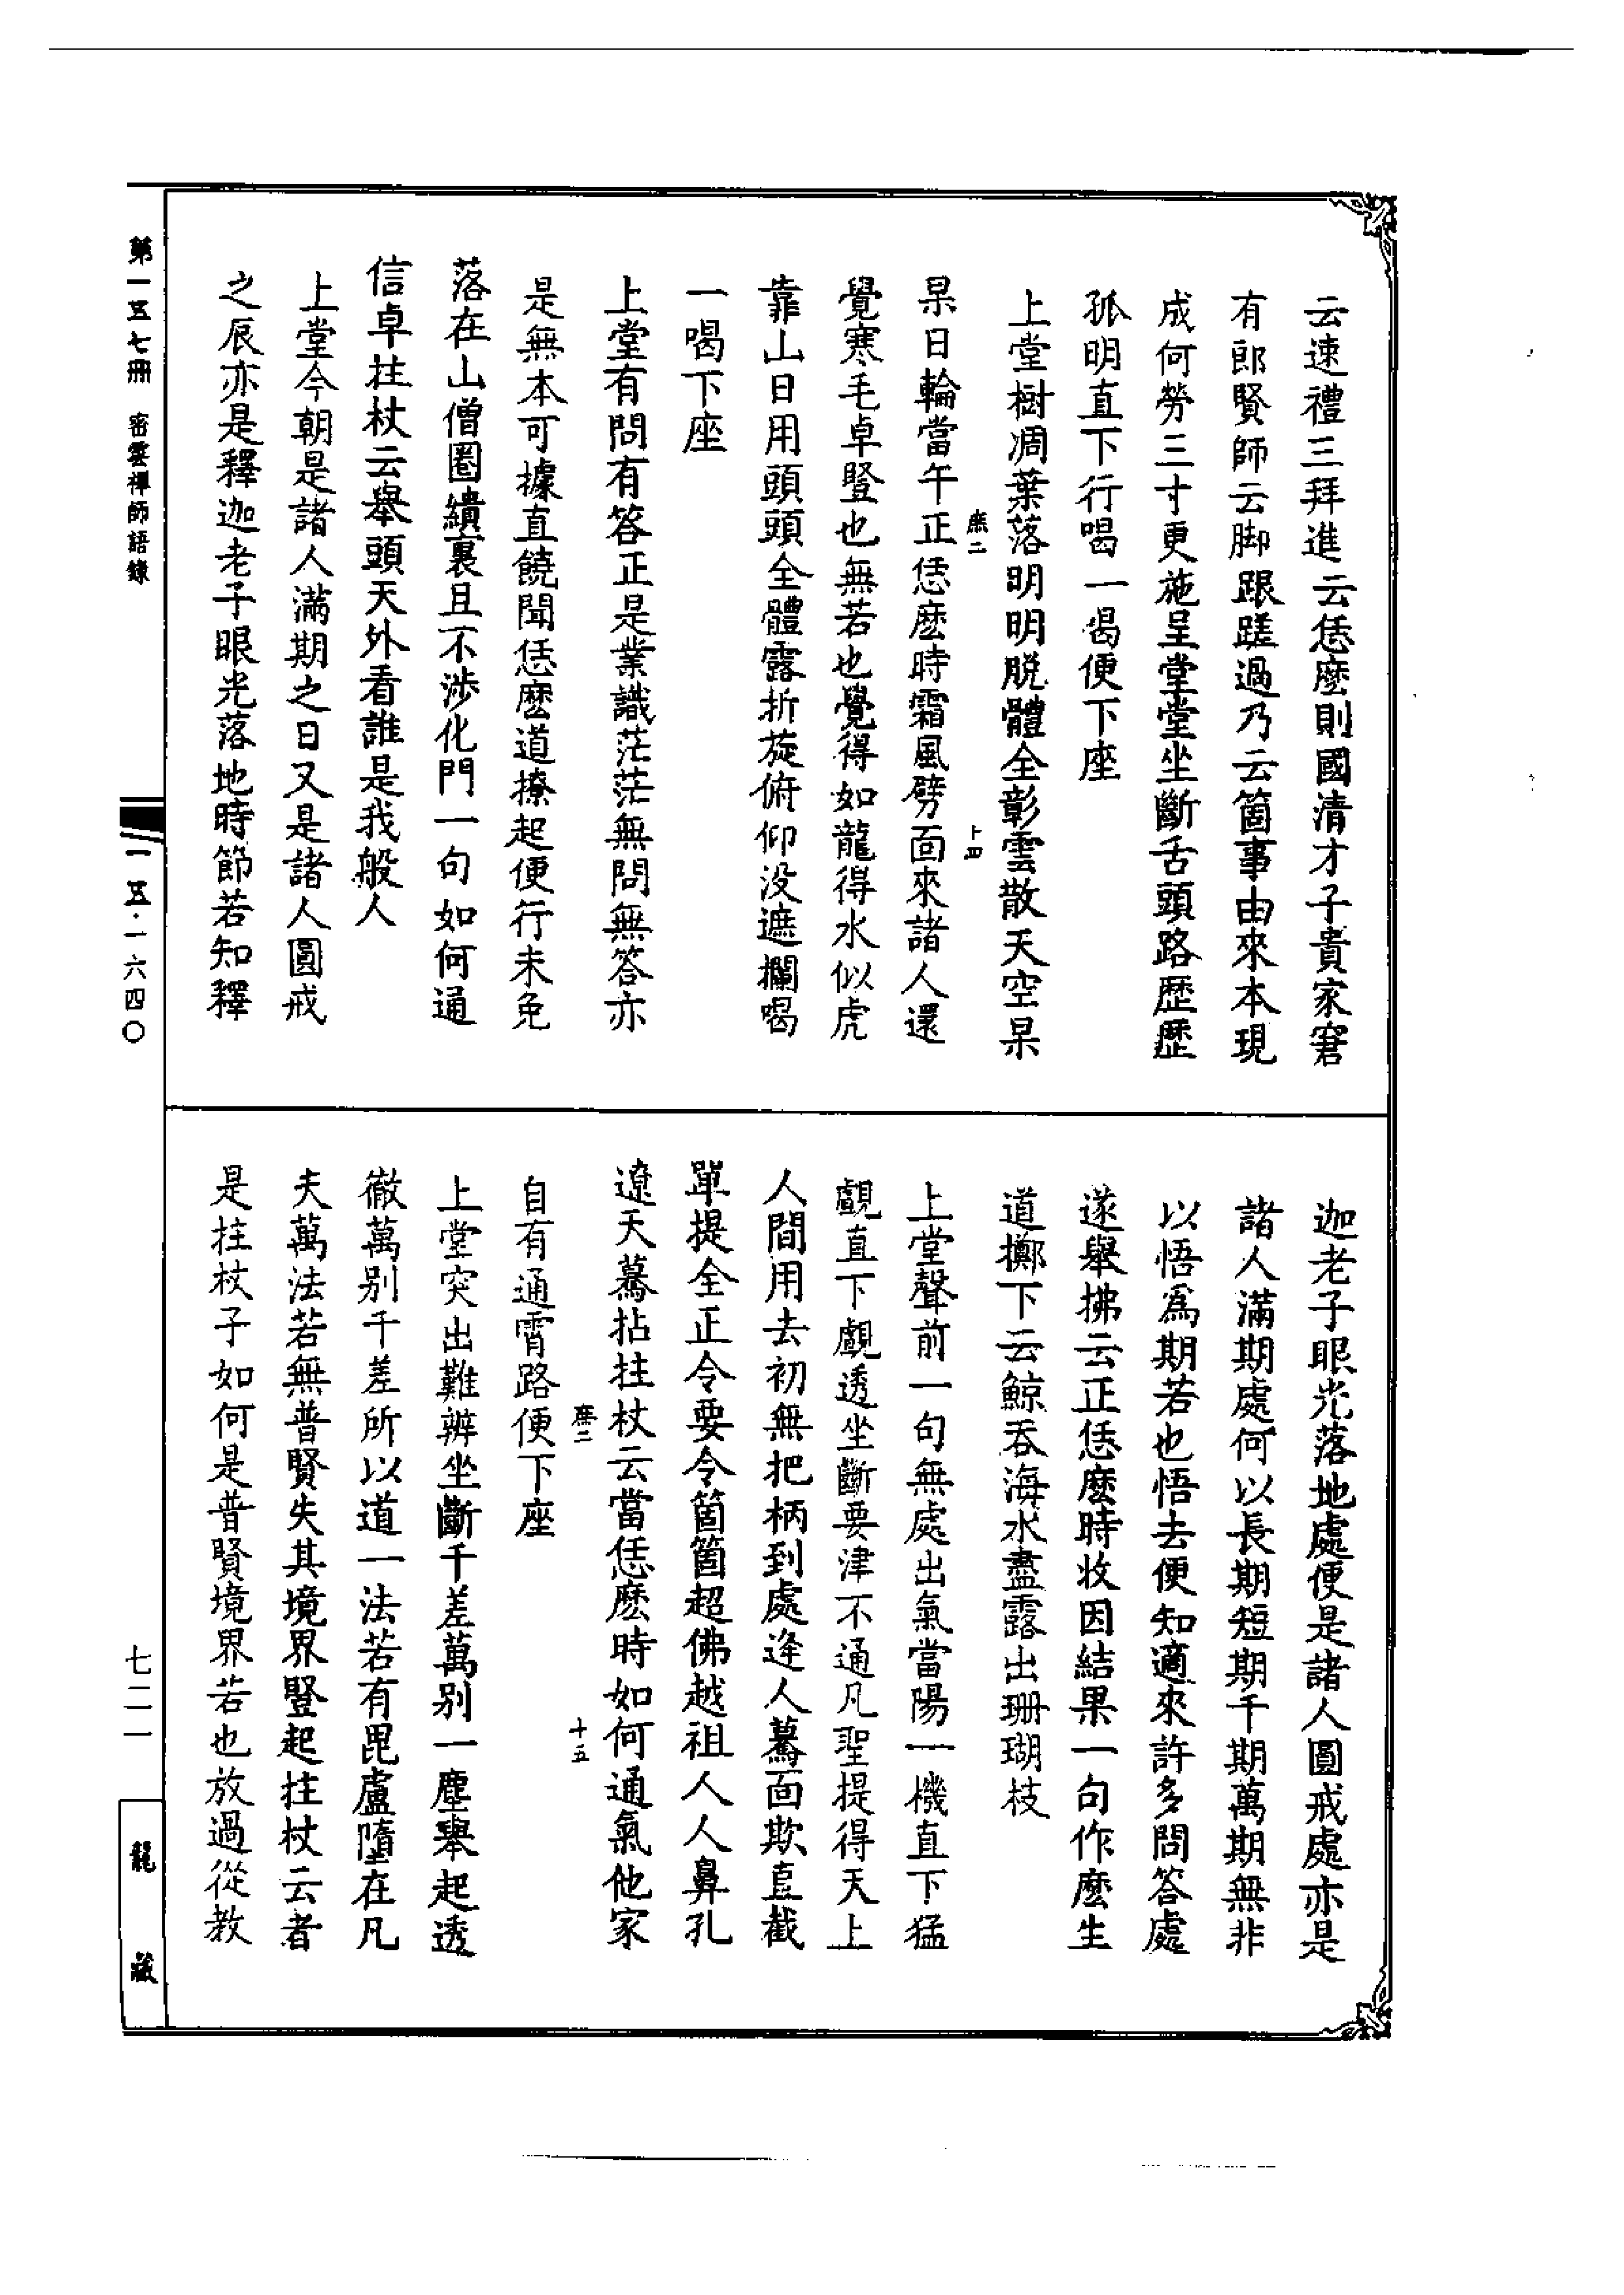 云速禮三拜進云恁麼則國清才子貴家窘
有郎賢師云脚跟蹉過乃云箇事由來本現
成何勞三寸更施呈堂堂坐斷舌頭路歷歷
孤明直下行喝一喝便下座
上堂樹凋葉落明明脫體全彰雲散天空杲
杲日輪當午正恁麼時霜風劈面來諸人還
覺寒毛卓豎也無若也覺得如龍得水似虎
靠山日用頭頭全體露折旋俯仰没遮攔喝
一喝下座
上堂有問有答正是業識茫茫無問無答亦
是無本可據直饒聞恁麼道撩起便行未免
落在山僧圈繢裏且不涉化門一句如何通
信卓拄杖云舉頭天外看誰是我般人
上堂今朝是諸人滿期之日又是諸人圓戒
之辰亦是釋迦老子眼光落地時節若知釋
迦老子眼光落地處便是諸人圓戒處亦是
諸人滿期處何以長期短期千期萬期無非
以悟爲期若也悟去便知適來許多問答處
遂舉拂云正恁麼時收因結果一句作麼生
道擲下云鯨吞海水盡露出珊瑚枝
上堂聲前一句無處出氣當陽一機直下猛
覷直下覷透坐斷要津不通凡聖提得天上
人間用去初無把柄到處逢人驀面欺直截
單提全正令要令箇箇超佛越祖人人鼻孔
遼天驀拈拄杖云當恁麼時如何通氣他家
自有通霄路便下座
上堂突出難辨坐斷千差萬别一塵舉起透
徹萬别千差所以道一法若有毘盧墮在凡
夫萬法若無普賢失其境界豎起拄杖云者
是拄杖子如何是普賢境界若也放過從教
庶二
十四
庶二
十五
第一五七冊 密雲禪師語錄
一五·一六四〇
七二一
龍藏